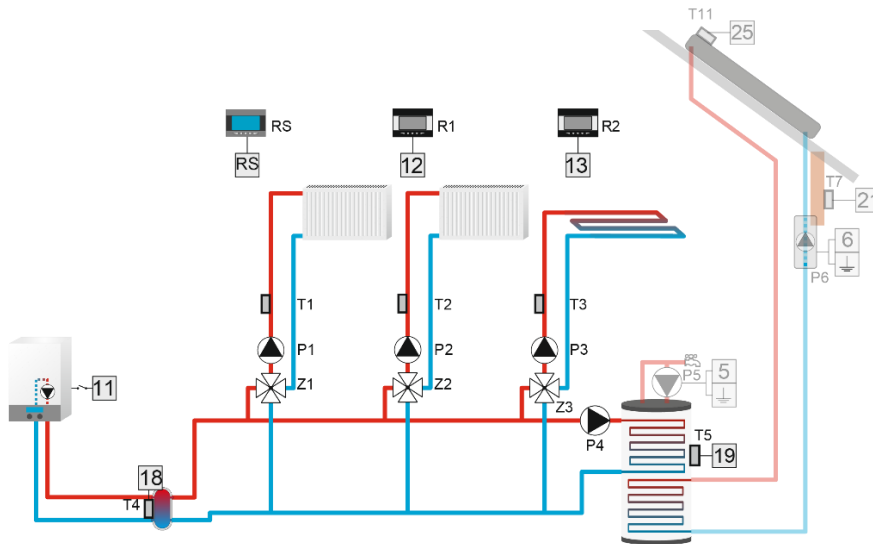 T11 25
RS R1 R2
RS 12 13
T7 21
6
P6
T1 T2 T3
P1 P2 P3
P5 5
11
Z1 Z2 Z3
P4 T5 19
18
T4